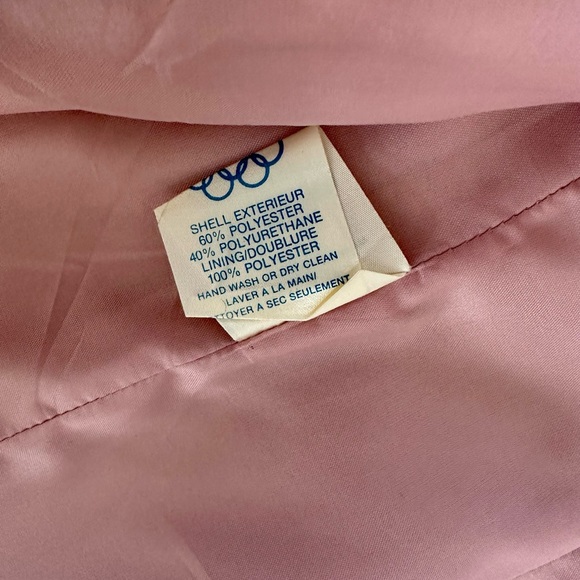 SHELL EXTERIEUR
60% POLYESTER
40% POLYURETHANE
LINING/DOUBLURE
100% POLYESTER
HAND WASH OR DRY CLEAN
LAVER A LA MAIN/
TTOYER A SEC SEULEMENT